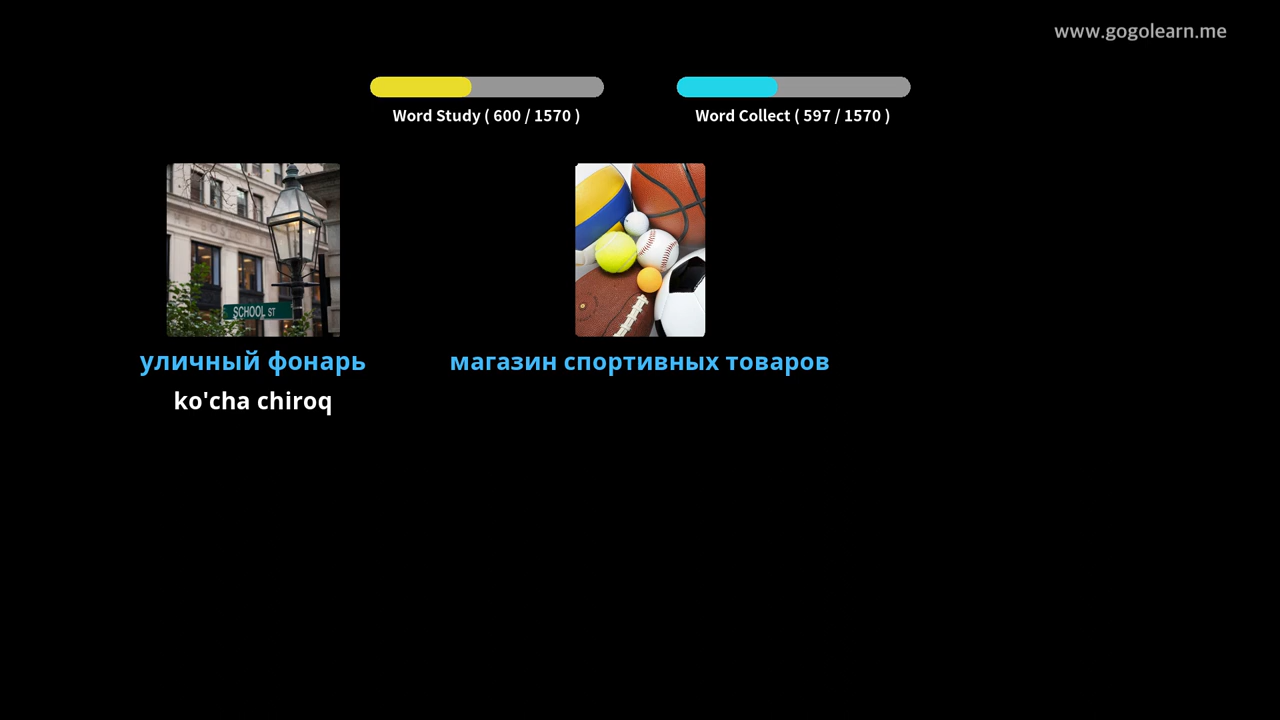 www.gogolearn.me
Word Study ( 600 / 1570 )
Word Collect ( 597 / 1570 )
SCHOOL ST
уличный фонарь
ko'cha chiroq
магазин спортивных товаров